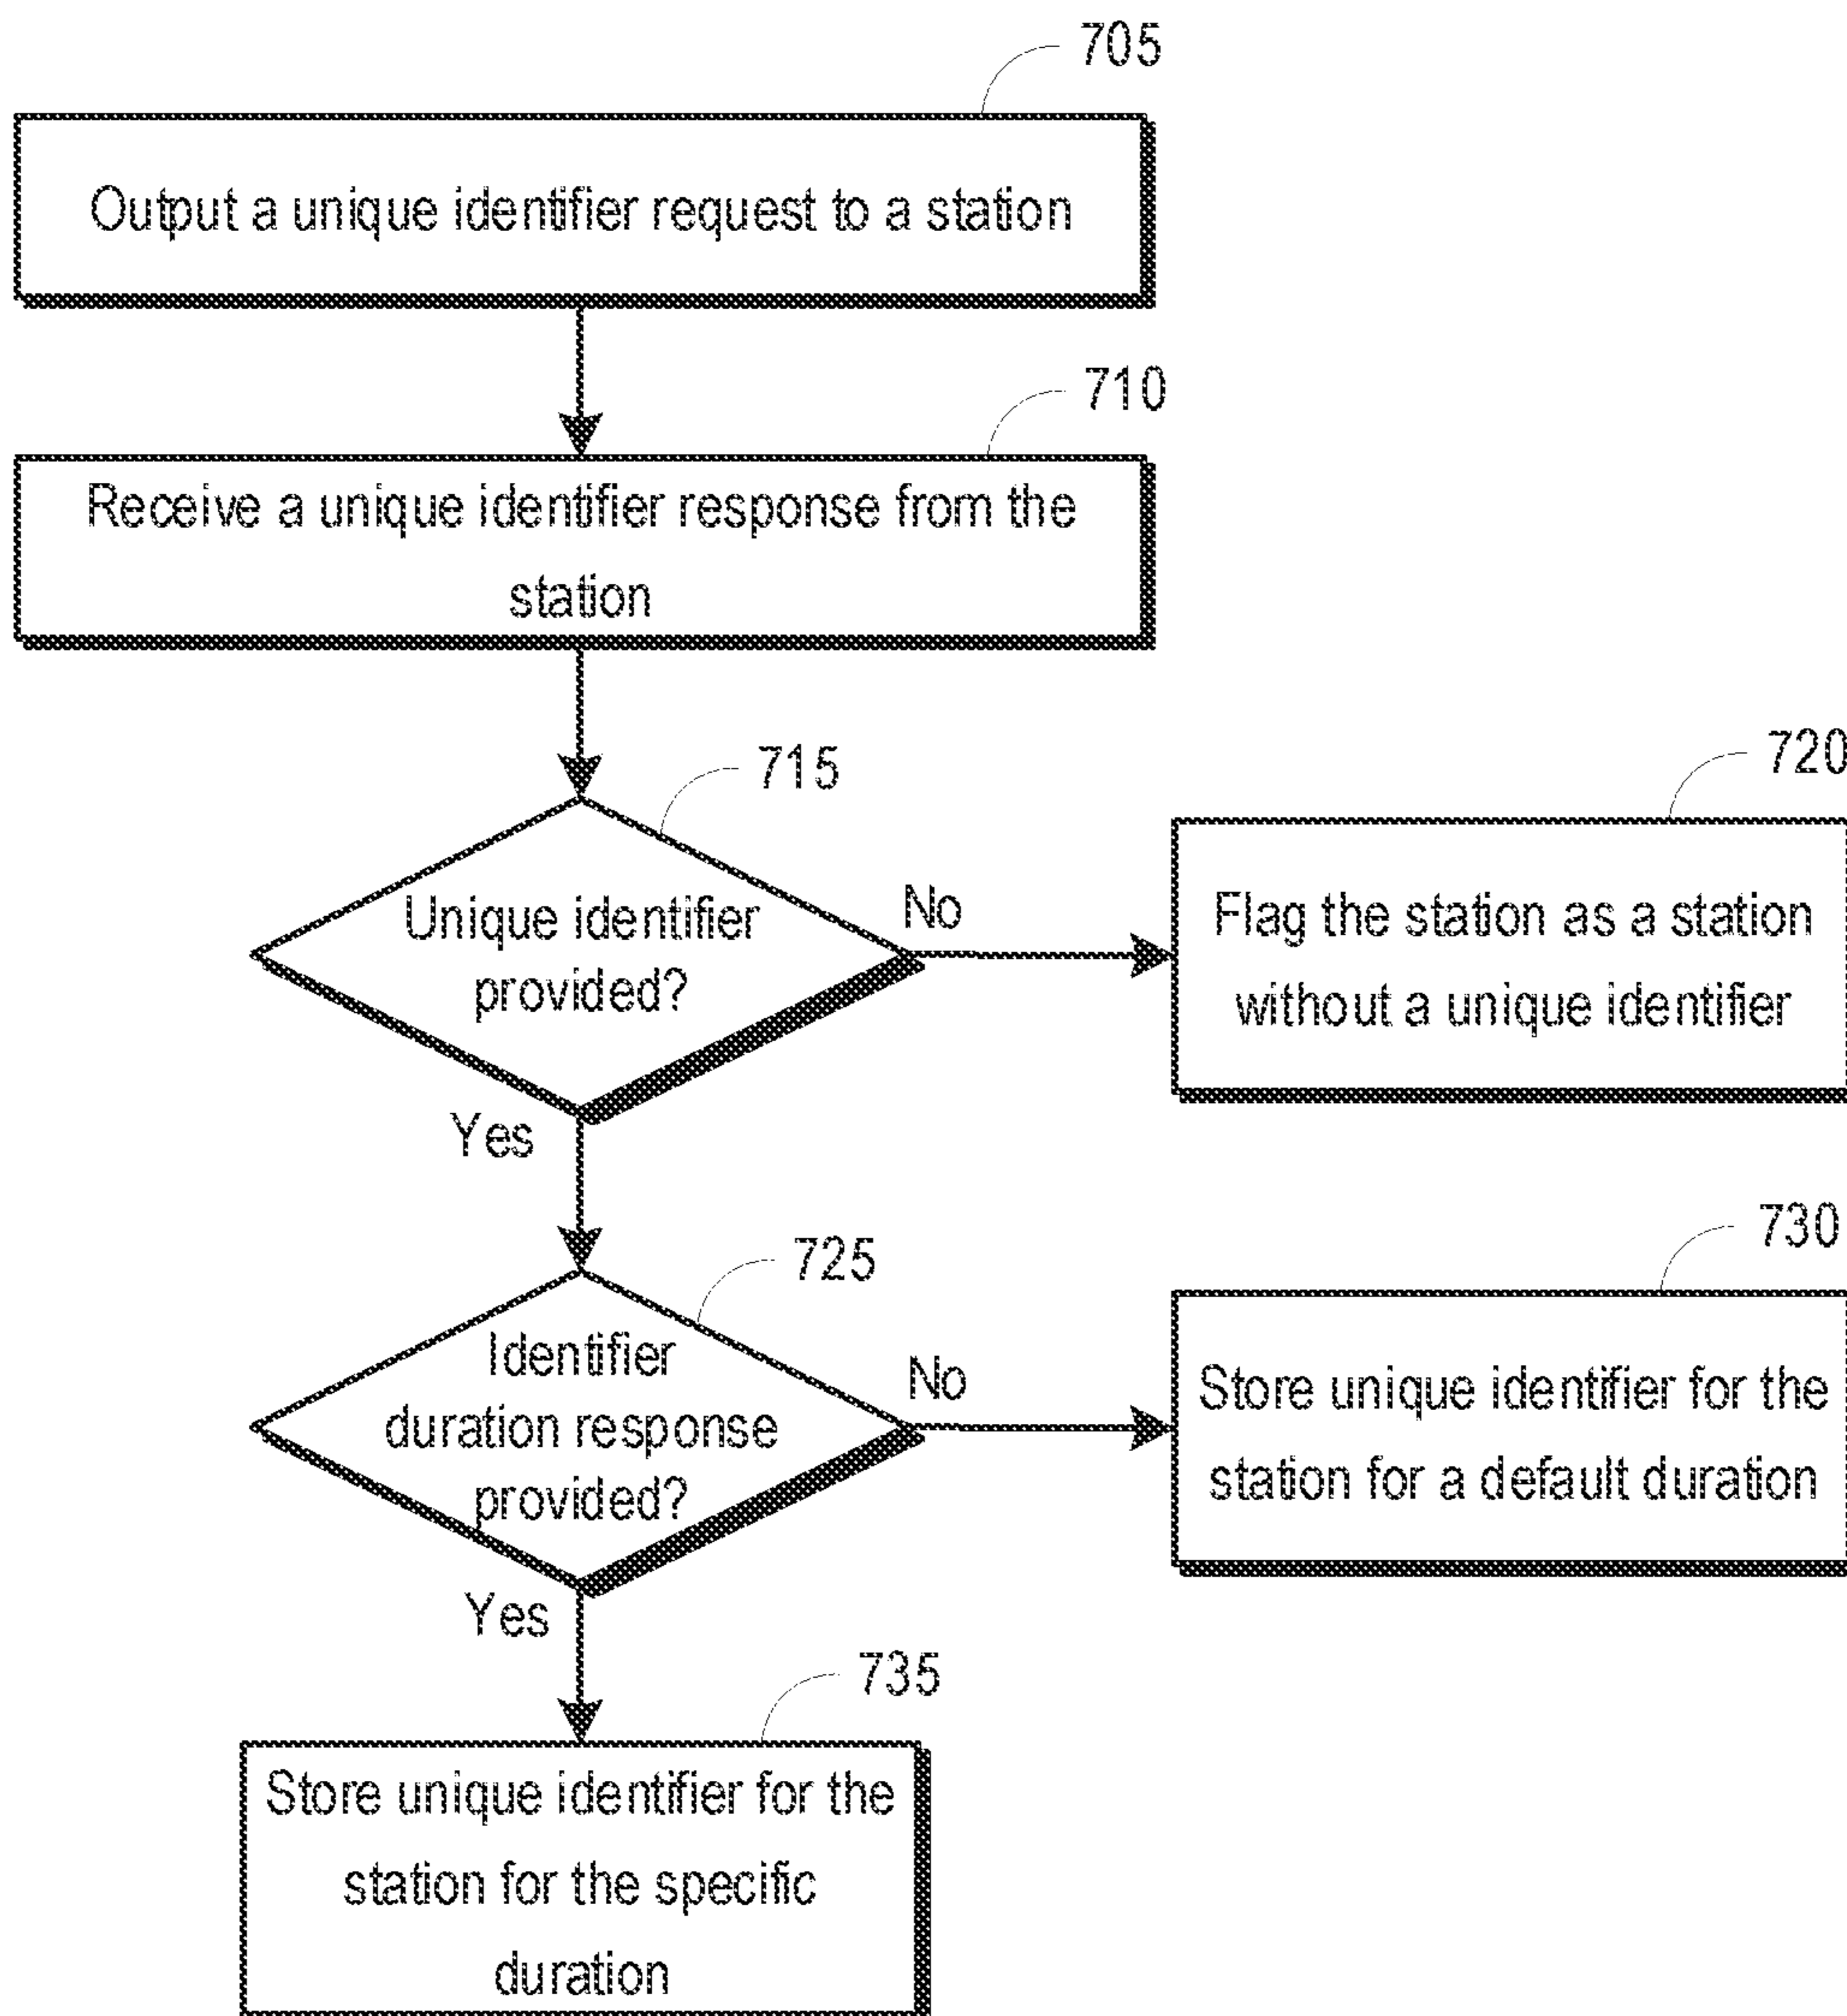 705
Output a unique identifier request to a station
710
Receive a unique identifier response from the
station
715
720
Unique identifier
provided?
No
Flag the station as a station
without a unique identifier
Yes
725
730
Identifier
duration response
provided?
No
Store unique identifier for the
station for a default duration
Yes
735
Store unique identifier for the
station for the specific
duration